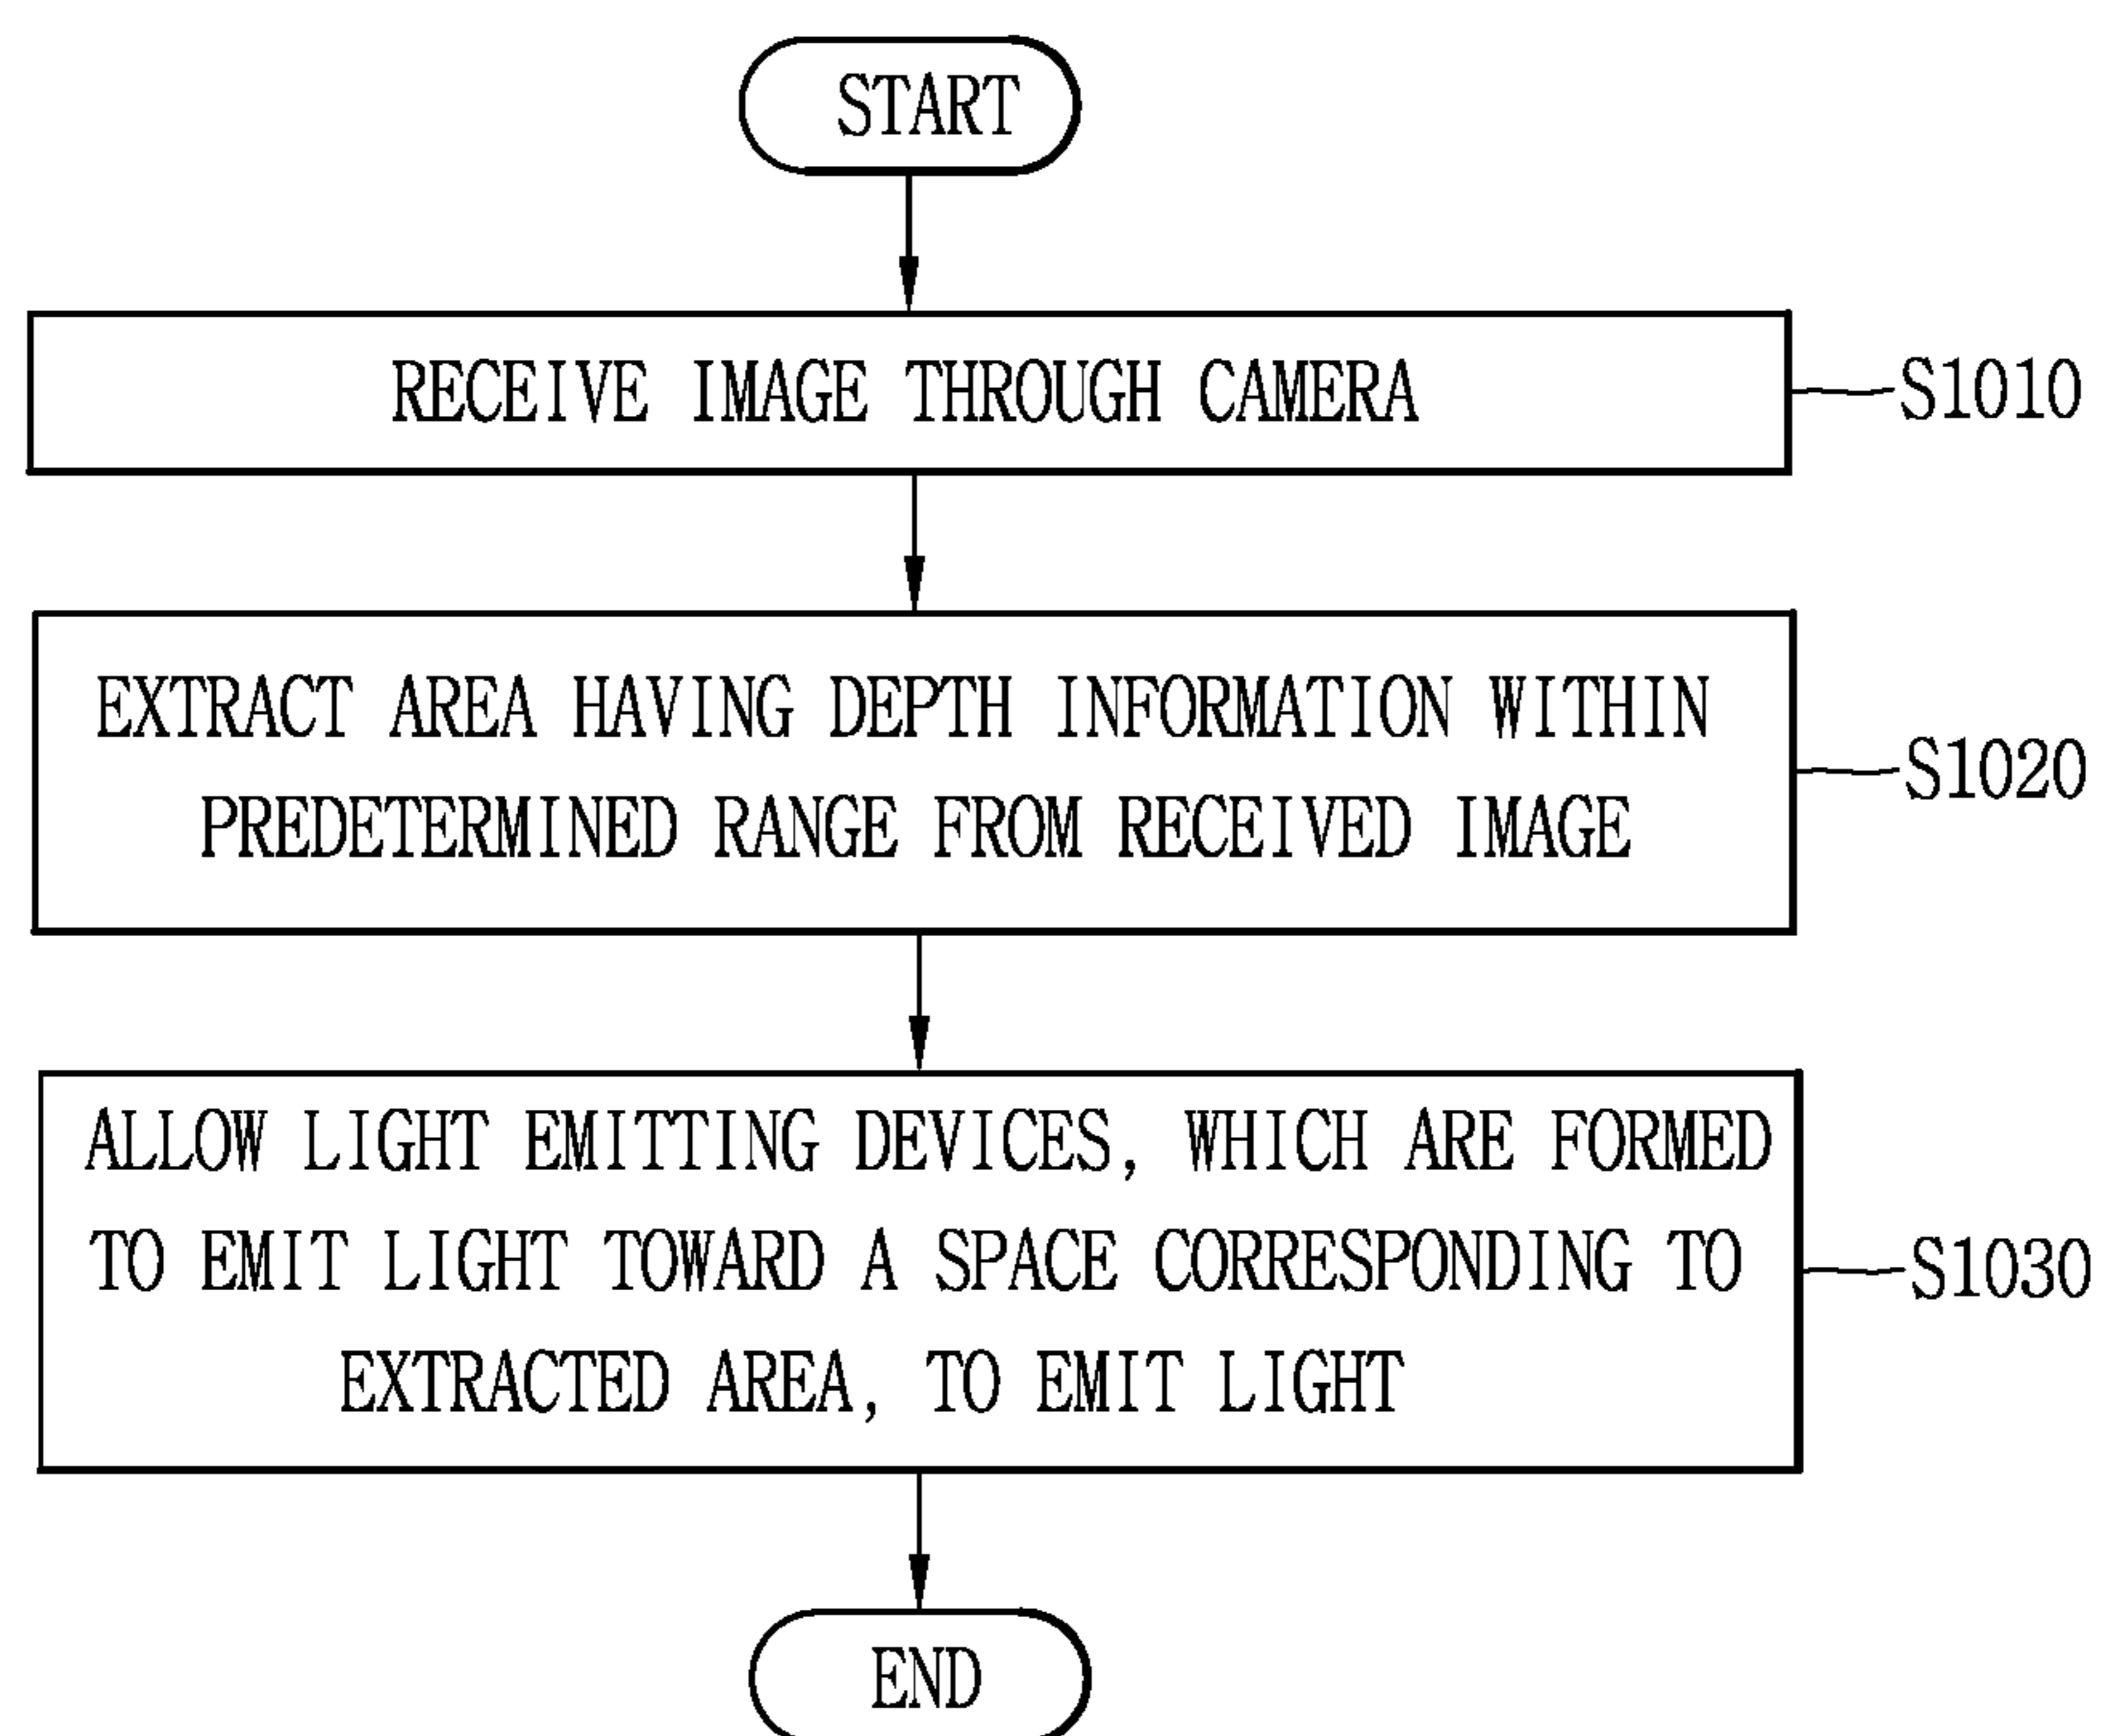 START
RECEIVE IMAGE THROUGH CAMERA
S1010
EXTRACT AREA HAVING DEPTH INFORMATION WITHIN
PREDETERMINED RANGE FROM RECEIVED IMAGE
S1020
ALLOW LIGHT EMITTING DEVICES, WHICH ARE FORMED
TO EMIT LIGHT TOWARD A SPACE CORRESPONDING TO
EXTRACTED AREA, TO EMIT LIGHT
S1030
END